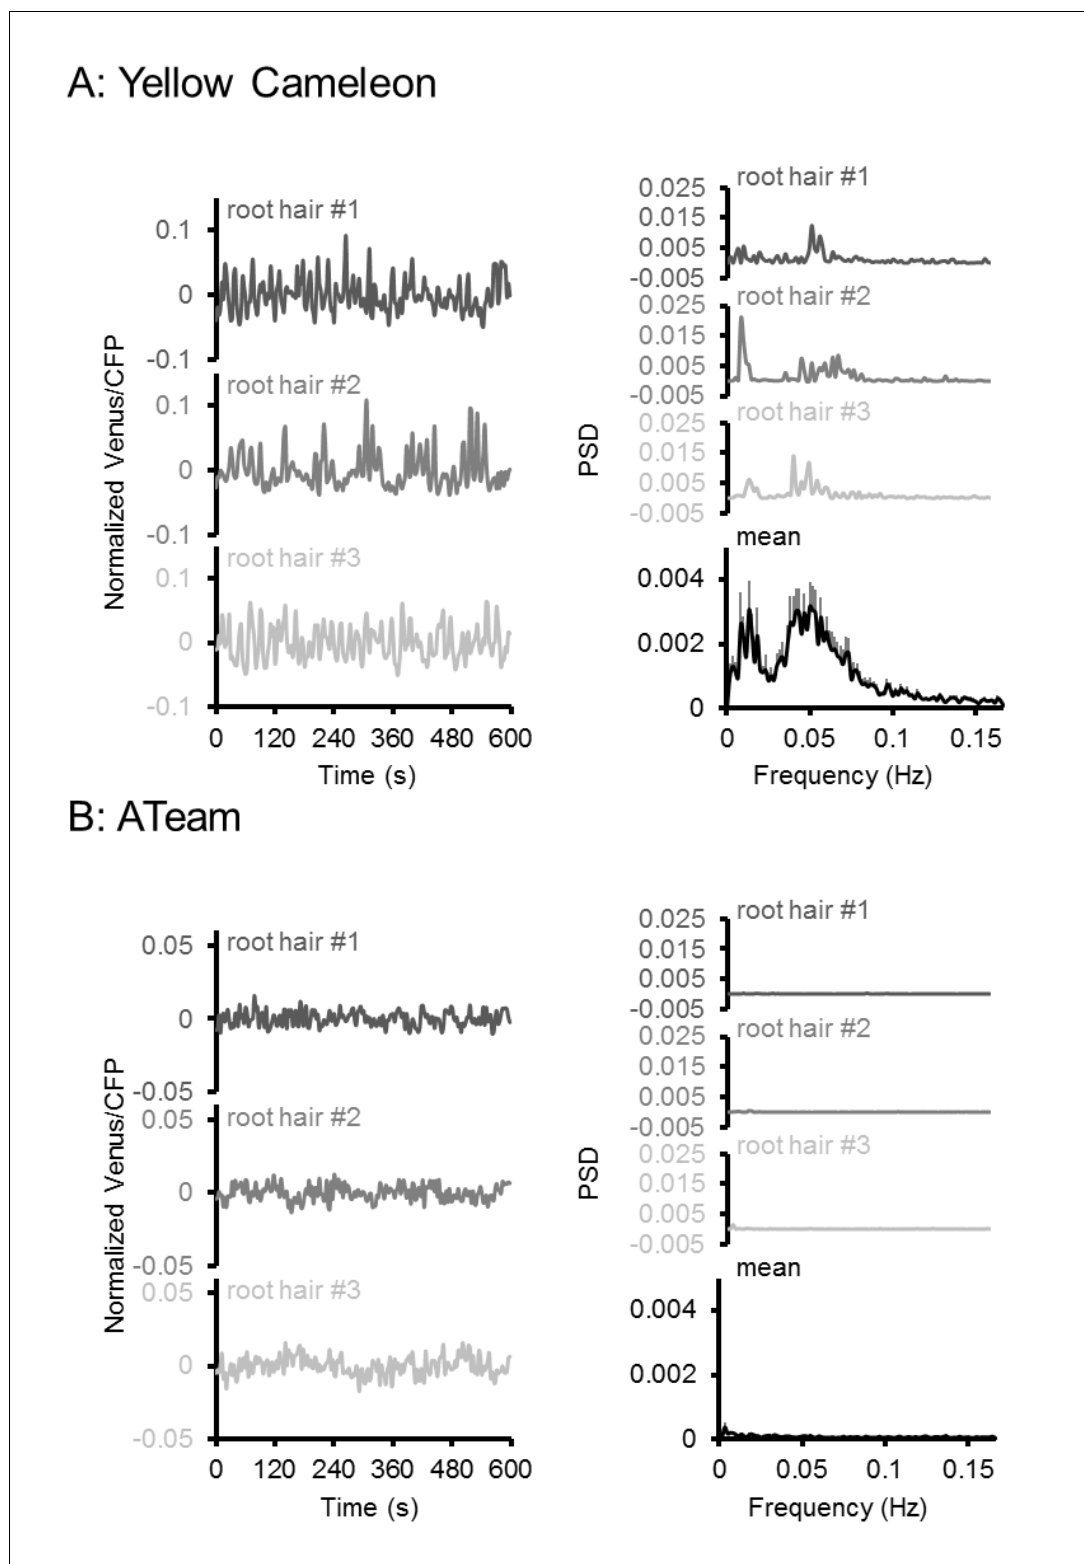 A: Yellow Cameleon
Normalized Venus/CFP
root hair #1
0.1
0
-0.1
root hair #2
0.1
0
-0.1
root hair #3
0.1
0
-0.1
0 120 240 360 480 600
Time (s)
PSD
root hair #1
0.025
0.015
0.005
-0.005
root hair #2
0.025
0.015
0.005
-0.005
root hair #3
0.025
0.015
0.005
-0.005
mean
0.004
0.002
0
0 0.05 0.1 0.15
Frequency (Hz)
B: ATeam
Normalized Venus/CFP
root hair #1
0.05
0
-0.05
root hair #2
0.05
0
-0.05
root hair #3
0.05
0
-0.05
0 120 240 360 480 600
Time (s)
PSD
root hair #1
0.025
0.015
0.005
-0.005
root hair #2
0.025
0.015
0.005
-0.005
root hair #3
0.025
0.015
0.005
-0.005
mean
0.004
0.002
0
0 0.05 0.1 0.15
Frequency (Hz)